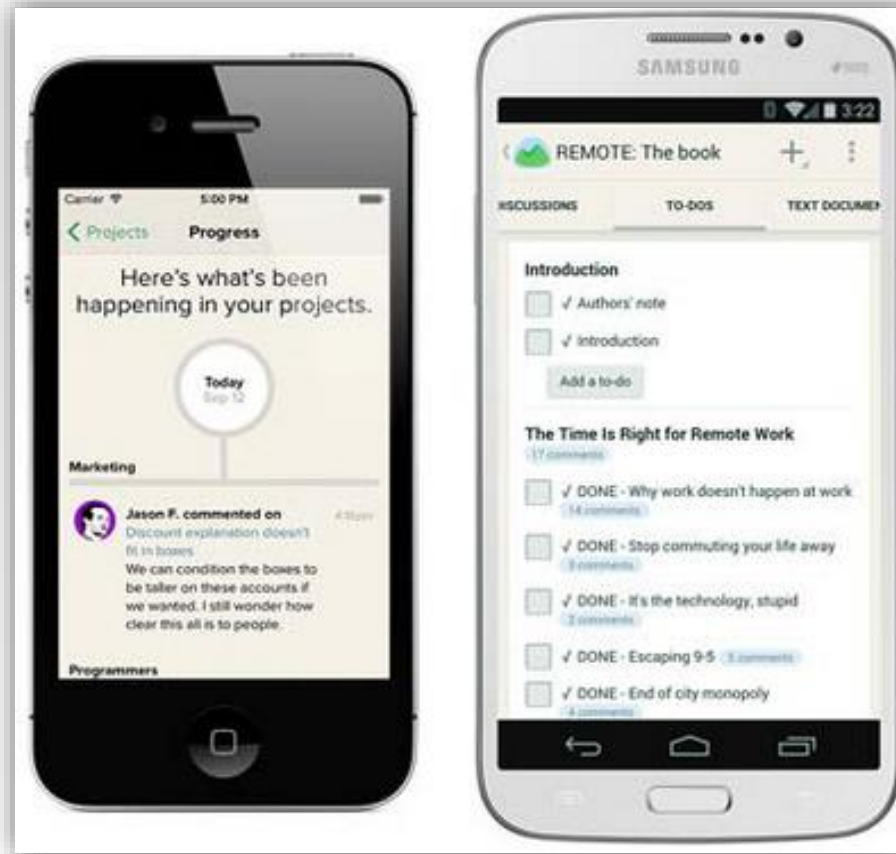 Carrier
5:00 PM
Projects
Progress
Here's what's been
happening in your projects.
Today
Sep 12
Marketing
Jason F. commented on
Discount explanation doesn't
fit in boxes
We can condition the boxes to
be taller on these accounts if
we wanted. I still wonder how
clear this all is to people.
Programmers
SAMSUNG
3:22
REMOTE: The book
TO-DOS
Introduction
√ Authors' note
√ Introduction
Add a to-do
The Time Is Right for Remote Work
17 comments
√ DONE - Why work doesn't happen at work
14 comments
√ DONE - Stop commuting your life away
3 comments
√ DONE - It's the technology, stupid
2 comments
√ DONE - Escaping 9-5
√ DONE - End of city monopoly
4 comments